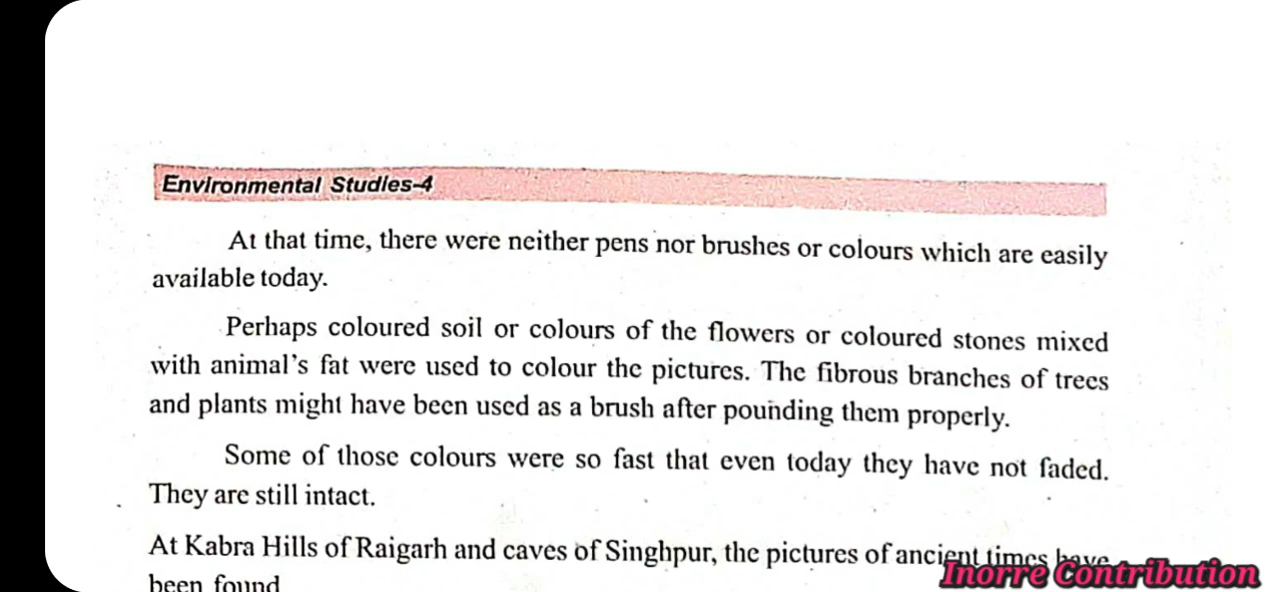 Environmental Studies-4
At that time, there were neither pens nor brushes or colours which are easily
available today.
Perhaps coloured soil or colours of the flowers or coloured stones mixed
with animal's fat were used to colour the pictures. The fibrous branches of trees
and plants might have been used as a brush after pounding them properly.
Some of those colours were so fast that even today they have not faded.
They are still intact.
At Kabra Hills of Raigarh and caves of Singhpur, the pictures of ancient times have
been found
Inorre Contribution